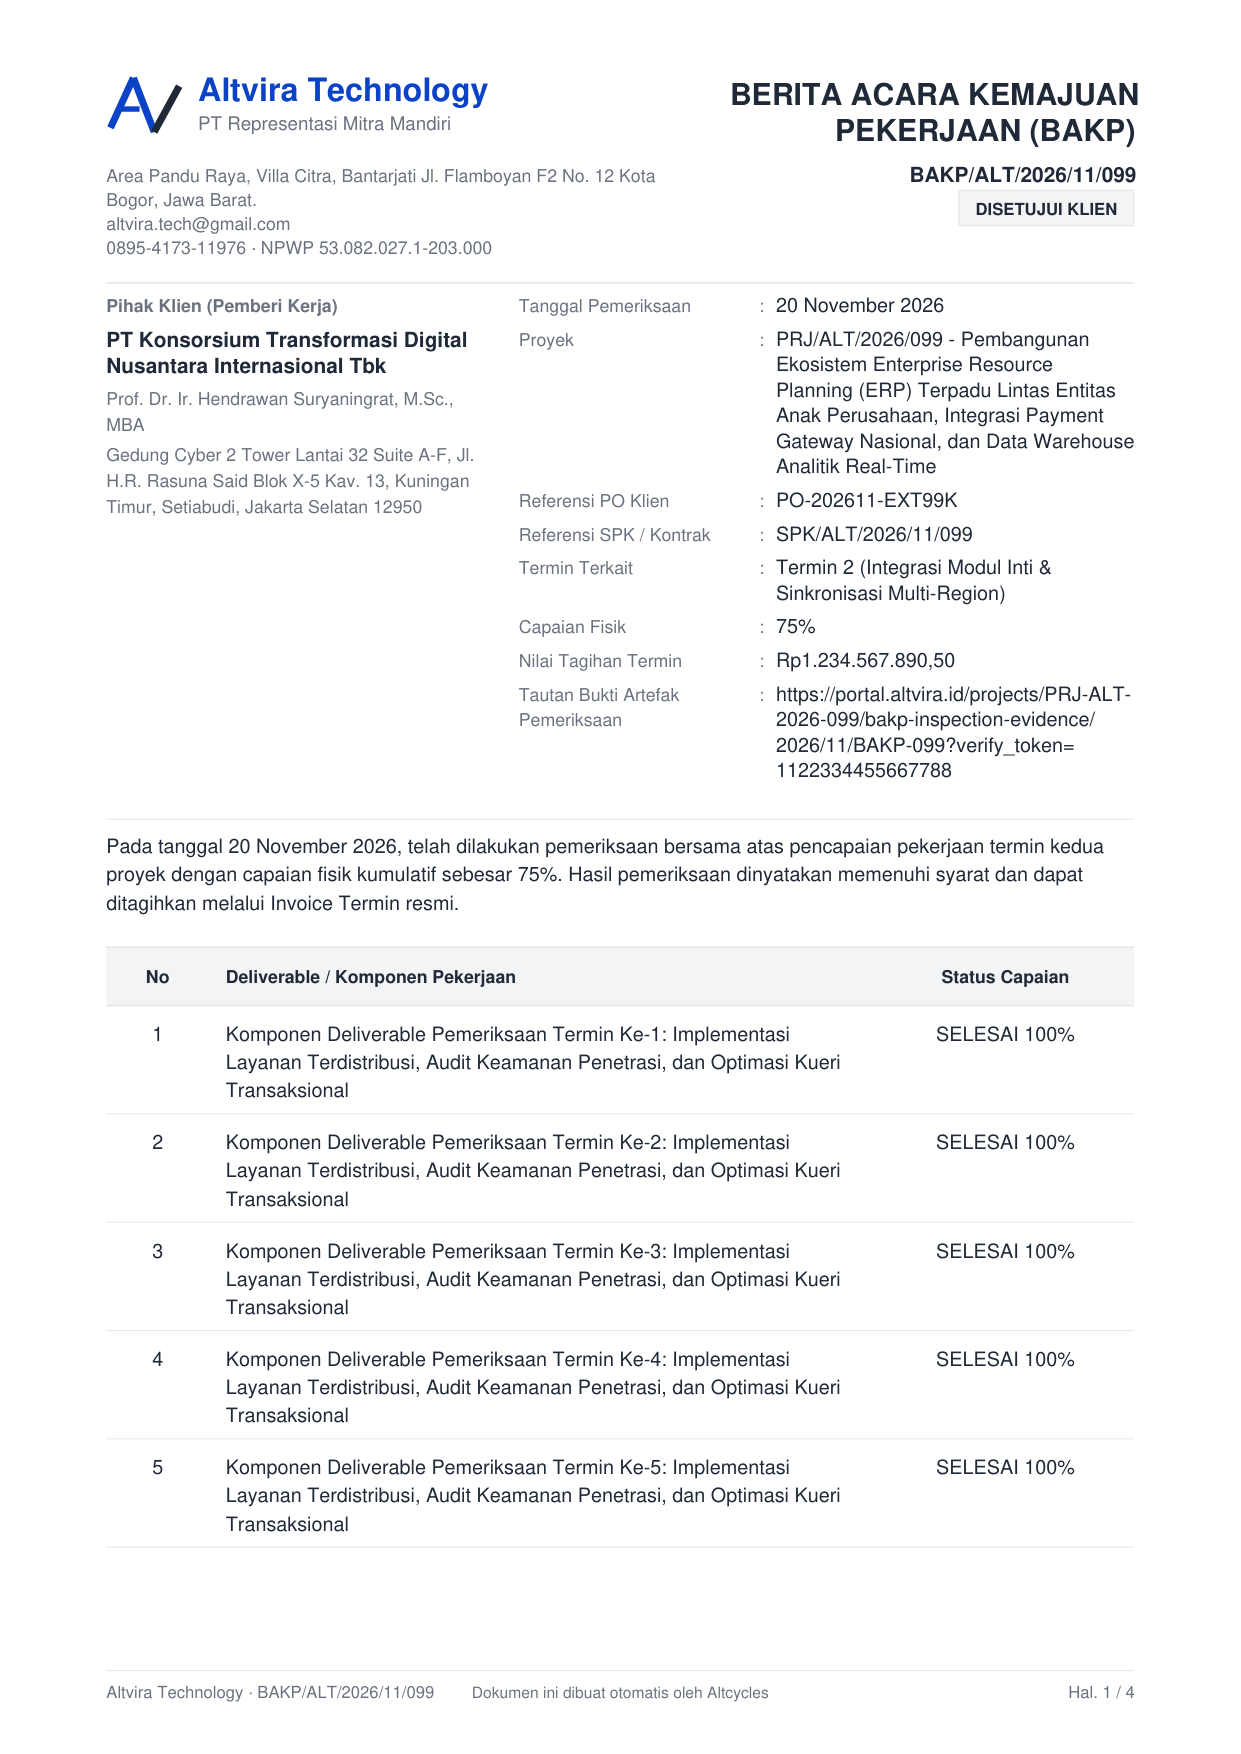 Altvira Technology
PT Representasi Mitra Mandiri
Area Pandu Raya, Villa Citra, Bantarjati Jl. Flamboyan F2 No. 12 Kota
Bogor, Jawa Barat.
altvira.tech@gmail.com
0895-4173-11976 · NPWP 53.082.027.1-203.000
BERITA ACARA KEMAJUAN
PEKERJAAN (BAKP)
BAKP/ALT/2026/11/099
DISETUJUI KLIEN
Pihak Klien (Pemberi Kerja)
PT Konsorsium Transformasi Digital
Nusantara Internasional Tbk
Prof. Dr. Ir. Hendrawan Suryaningrat, M.Sc.,
MBA
Gedung Cyber 2 Tower Lantai 32 Suite A-F, Jl.
H.R. Rasuna Said Blok X-5 Kav. 13, Kuningan
Timur, Setiabudi, Jakarta Selatan 12950
Tanggal Pemeriksaan : 20 November 2026
Proyek : PRJ/ALT/2026/099 - Pembangunan
Ekosistem Enterprise Resource
Planning (ERP) Terpadu Lintas Entitas
Anak Perusahaan, Integrasi Payment
Gateway Nasional, dan Data Warehouse
Analitik Real-Time
Referensi PO Klien : PO-202611-EXT99K
Referensi SPK / Kontrak : SPK/ALT/2026/11/099
Termin Terkait : Termin 2 (Integrasi Modul Inti &
Sinkronisasi Multi-Region)
Capaian Fisik : 75%
Nilai Tagihan Termin : Rp1.234.567.890,50
Tautan Bukti Artefak : https://portal.altvira.id/projects/PRJ-ALT-
Pemeriksaan 2026-099/bakp-inspection-evidence/
2026/11/BAKP-099?verify_token=
1122334455667788
Pada tanggal 20 November 2026, telah dilakukan pemeriksaan bersama atas pencapaian pekerjaan termin kedua
proyek dengan capaian fisik kumulatif sebesar 75%. Hasil pemeriksaan dinyatakan memenuhi syarat dan dapat
ditagihkan melalui Invoice Termin resmi.
No Deliverable / Komponen Pekerjaan Status Capaian
1 Komponen Deliverable Pemeriksaan Termin Ke-1: Implementasi SELESAI 100%
Layanan Terdistribusi, Audit Keamanan Penetrasi, dan Optimasi Kueri
Transaksional
2 Komponen Deliverable Pemeriksaan Termin Ke-2: Implementasi SELESAI 100%
Layanan Terdistribusi, Audit Keamanan Penetrasi, dan Optimasi Kueri
Transaksional
3 Komponen Deliverable Pemeriksaan Termin Ke-3: Implementasi SELESAI 100%
Layanan Terdistribusi, Audit Keamanan Penetrasi, dan Optimasi Kueri
Transaksional
4 Komponen Deliverable Pemeriksaan Termin Ke-4: Implementasi SELESAI 100%
Layanan Terdistribusi, Audit Keamanan Penetrasi, dan Optimasi Kueri
Transaksional
5 Komponen Deliverable Pemeriksaan Termin Ke-5: Implementasi SELESAI 100%
Layanan Terdistribusi, Audit Keamanan Penetrasi, dan Optimasi Kueri
Transaksional
Altvira Technology · BAKP/ALT/2026/11/099 Dokumen ini dibuat otomatis oleh Altcycles Hal. 1 / 4